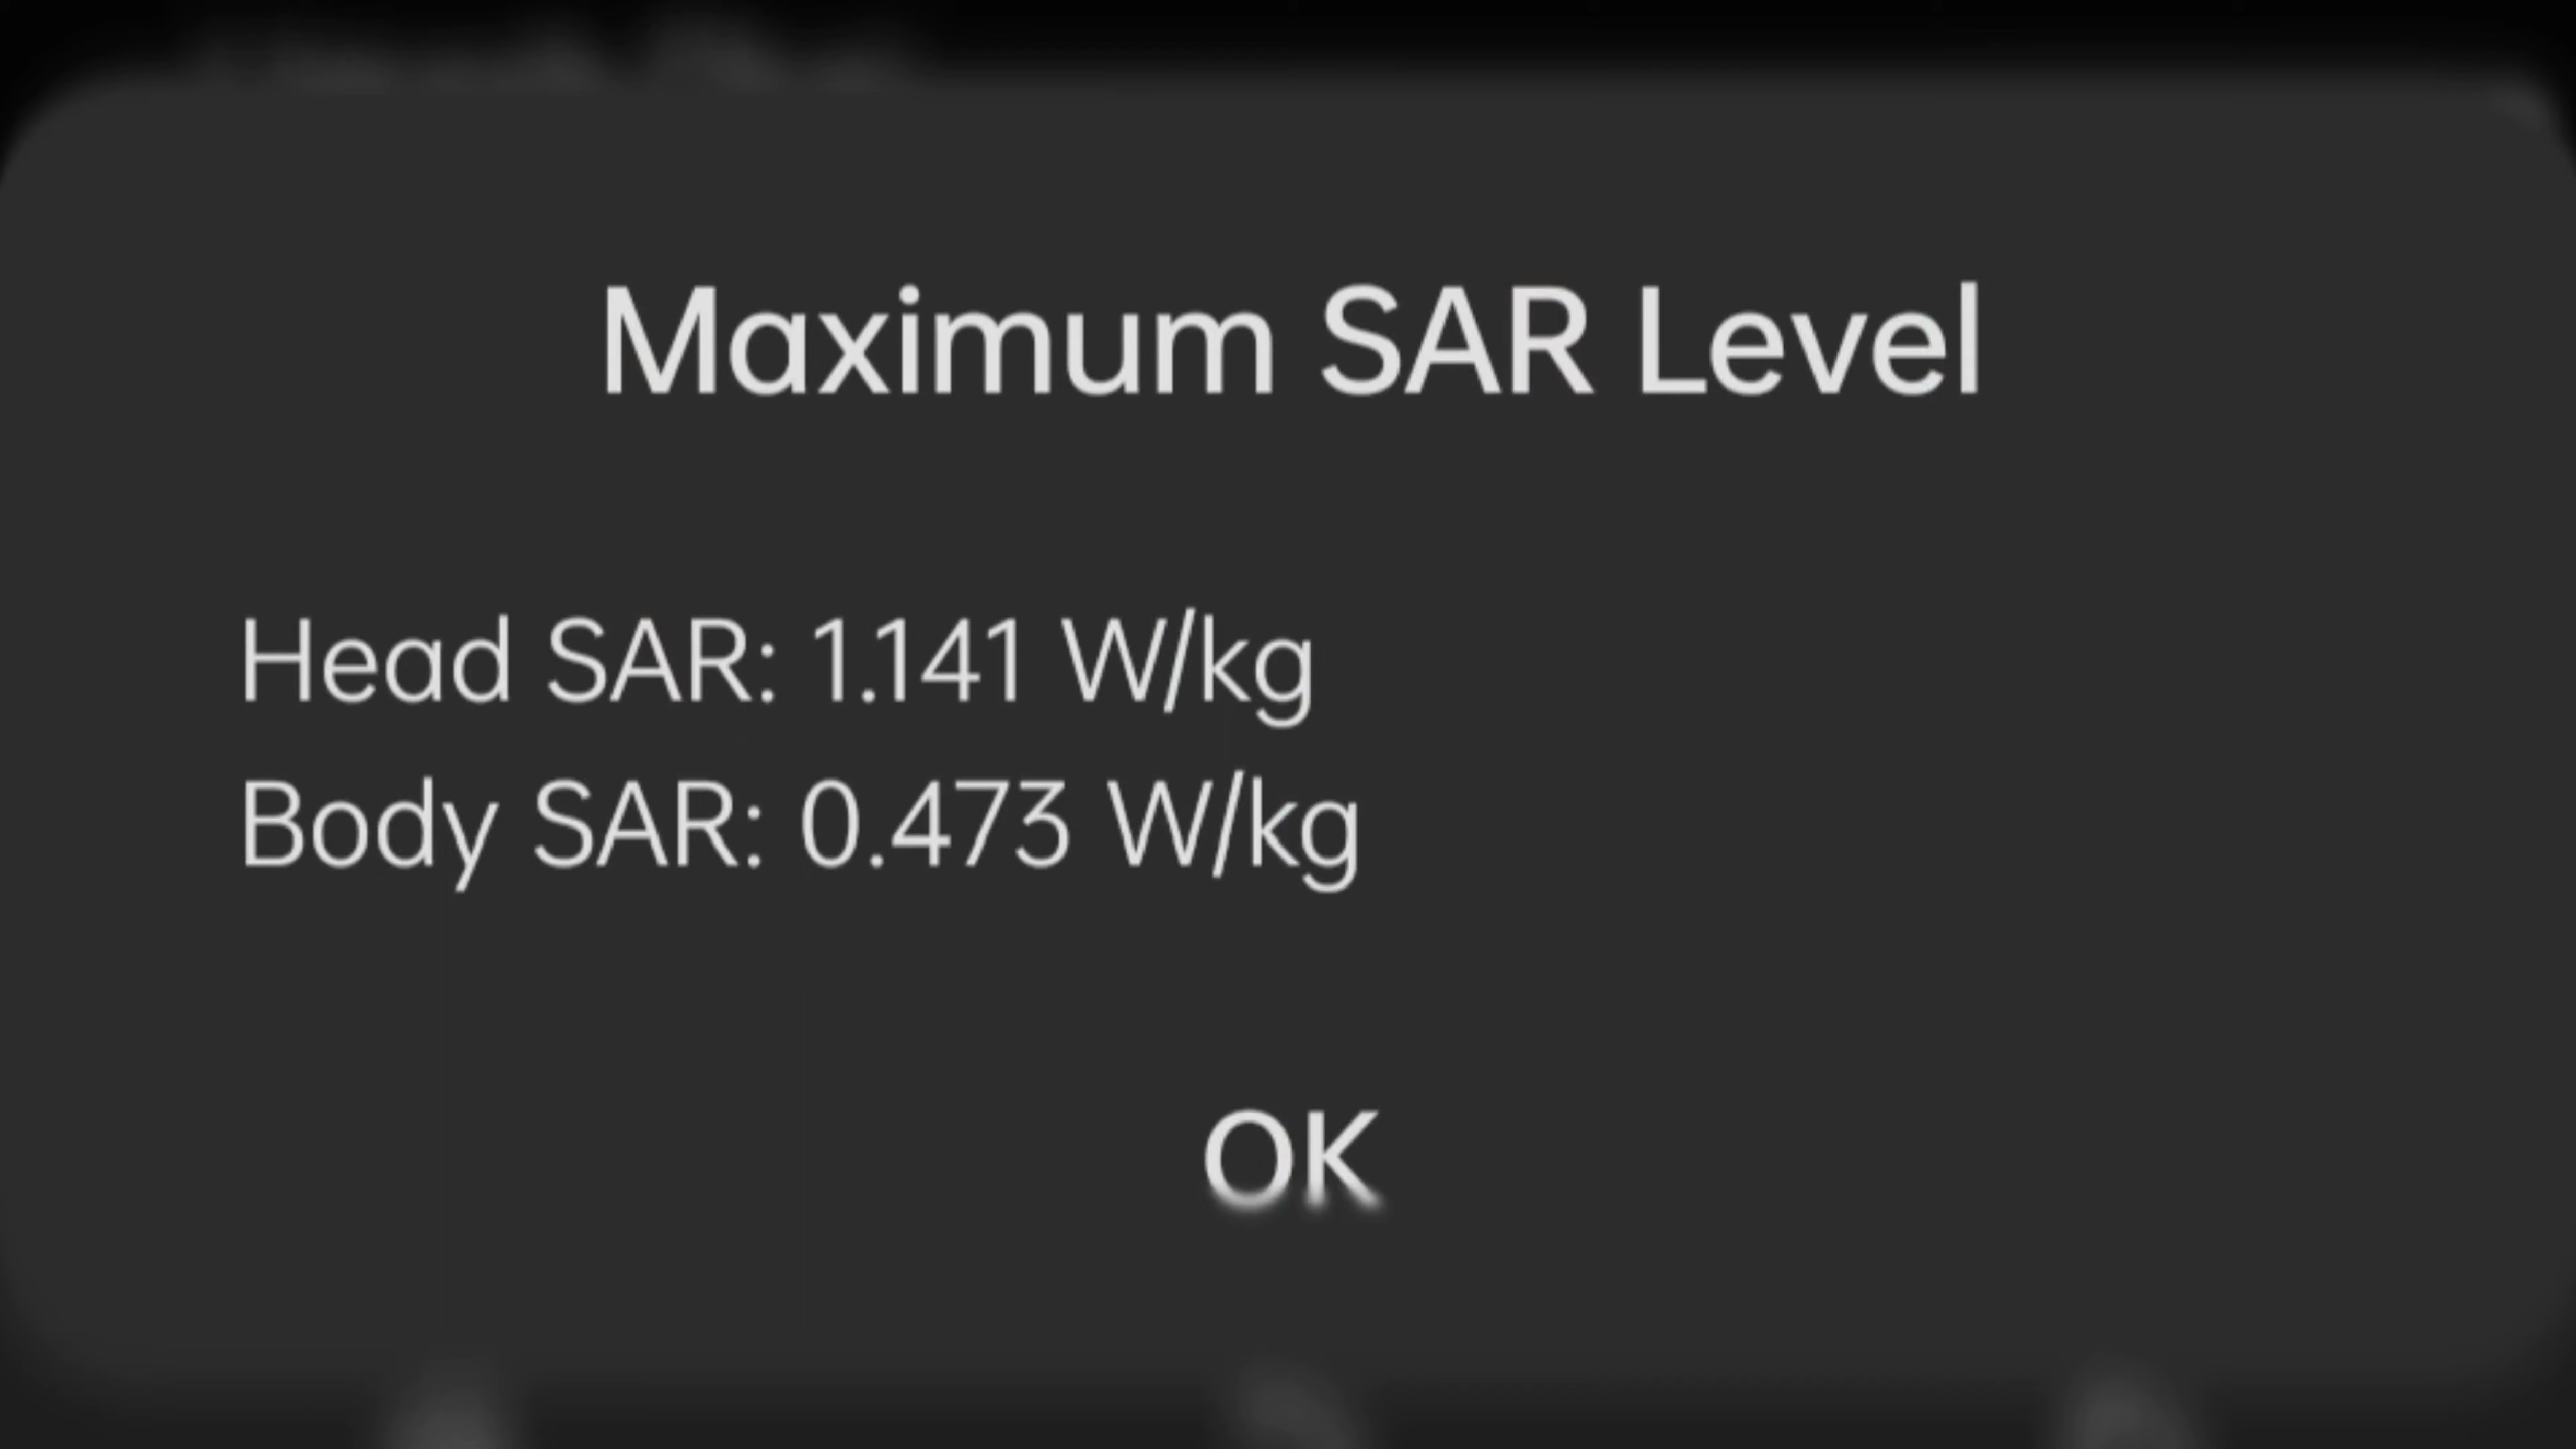 Maximum SAR Level
Head SAR: 1.141 W/kg
Body SAR: 0.473 W/kg
OK